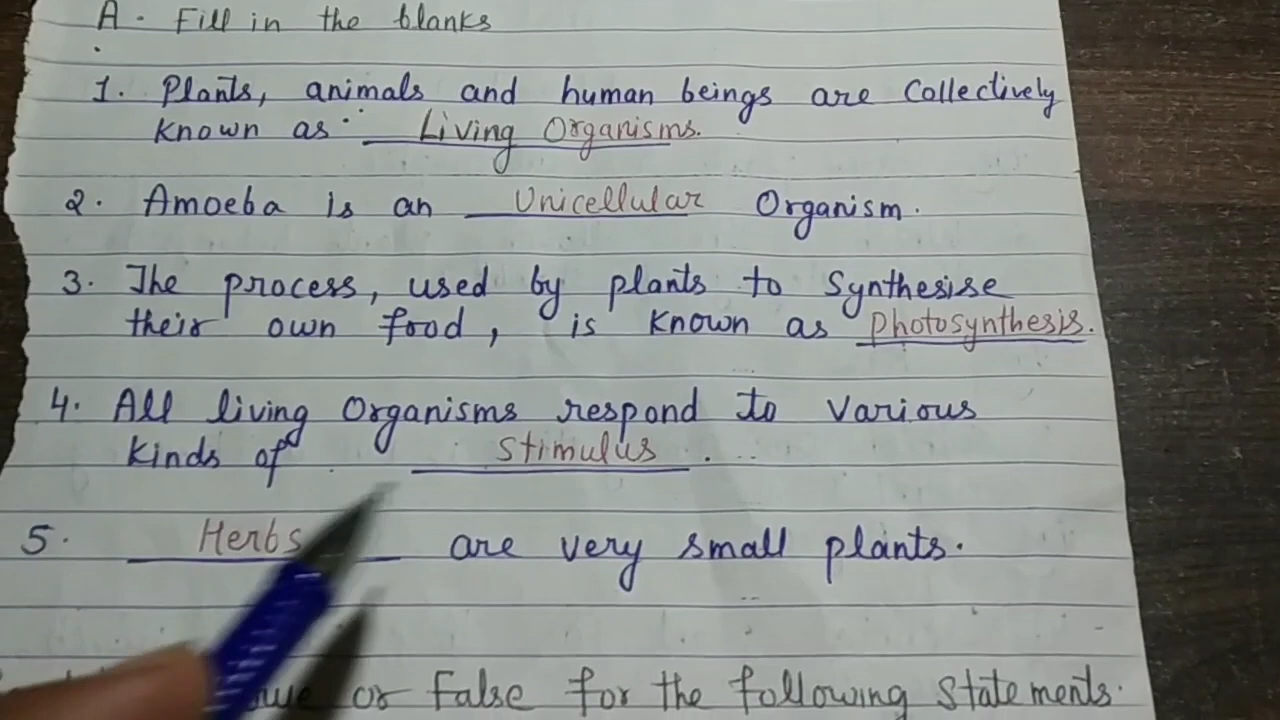 A. Fill in the blanks
1. Plants, animals and human beings are Collectively
known as Living Organisms.
2. Amoeba is an Unicellular Organism.
3. The process, used by plants to Synthesise
their own food, is known as Photosynthesis.
4. All living Organisms respond to various
kinds of Stimulus.
5. Herbs are very small plants.
or False for the following Statements.